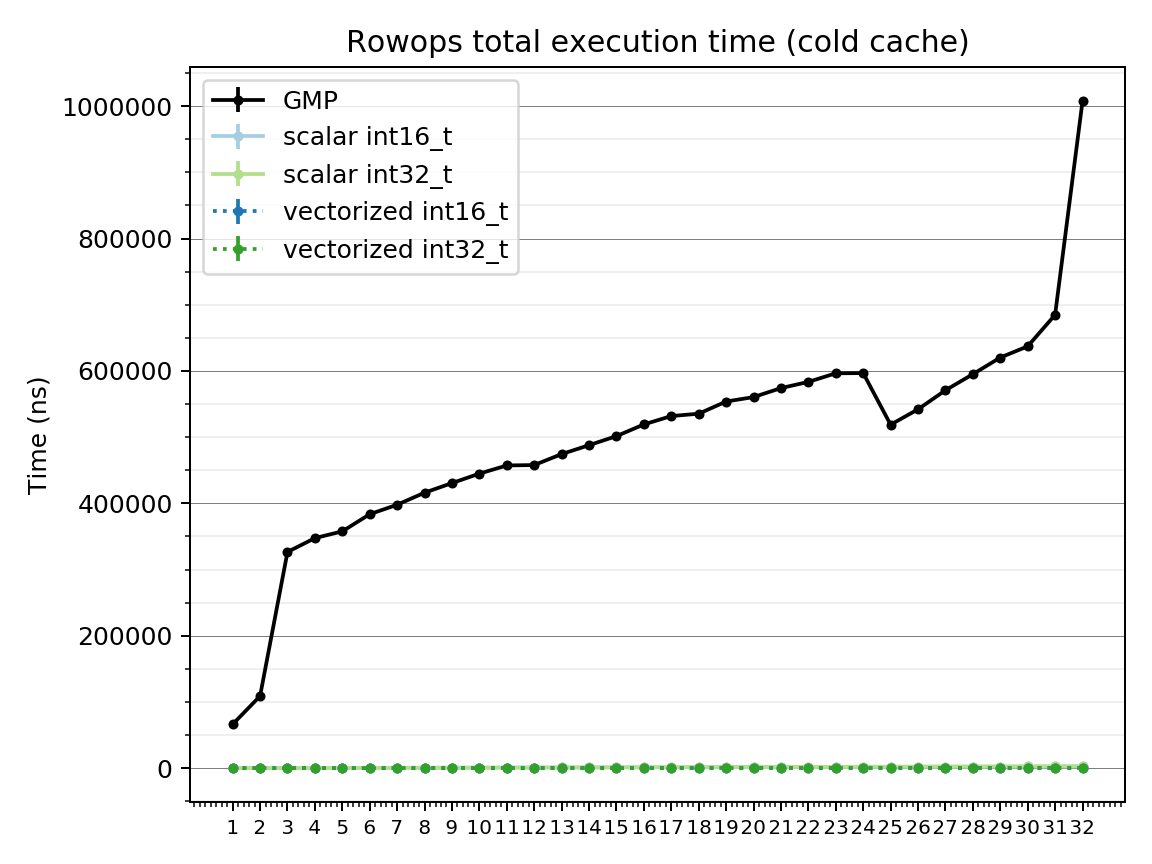 Rowops total execution time (cold cache)
GMP
scalar int16_t
scalar int32_t
vectorized int16_t
vectorized int32_t
Time (ns)
1000000
800000
600000
400000
200000
0
1 2 3 4 5 6 7 8 9 10 11 12 13 14 15 16 17 18 19 20 21 22 23 24 25 26 27 28 29 30 31 32